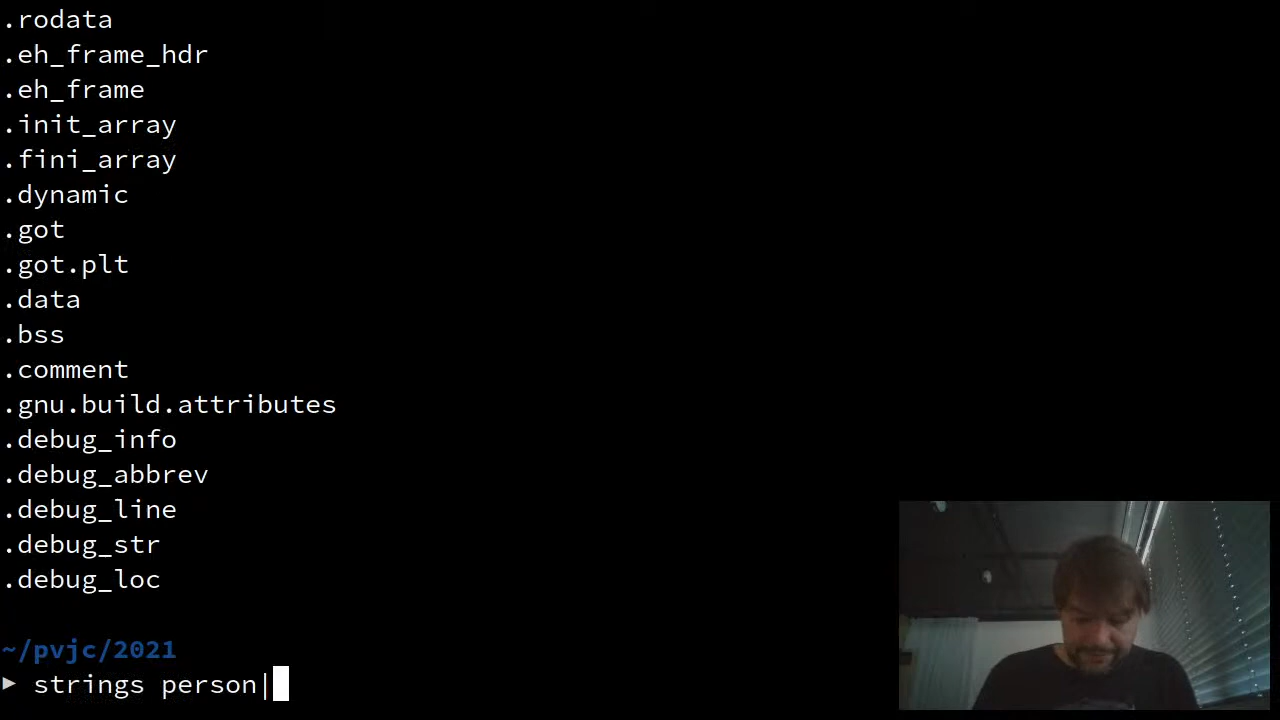 .rodata
.eh_frame_hdr
.eh_frame
.init_array
.fini_array
.dynamic
.got
.got.plt
.data
.bss
.comment
.gnu.build.attributes
.debug_info
.debug_abbrev
.debug_line
.debug_str
.debug_loc
~/pvjc/2021
► strings person|